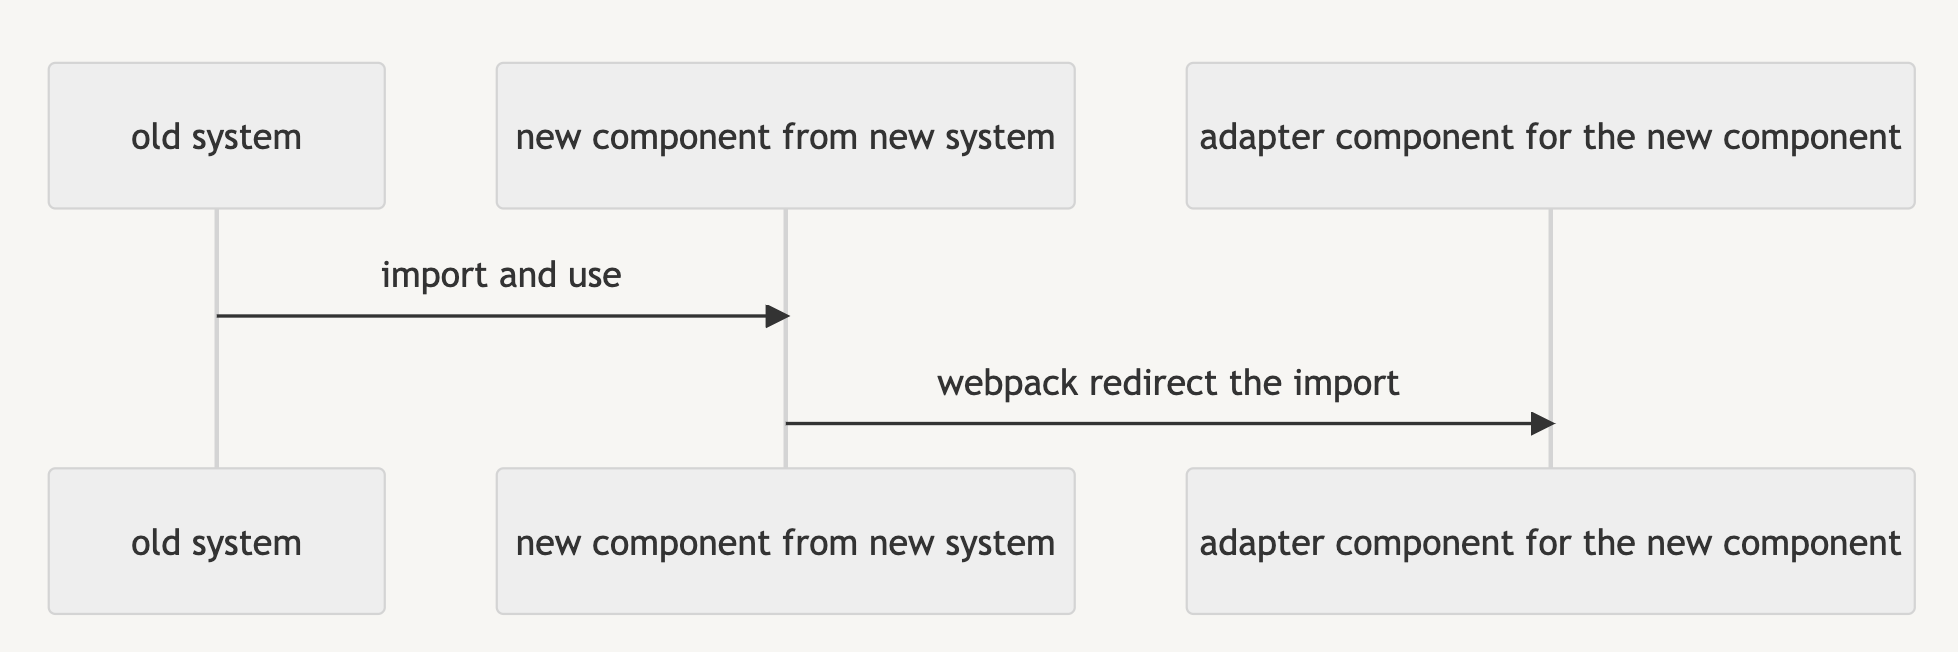 old system
new component from new system
adapter component for the new component
import and use
webpack redirect the import
old system
new component from new system
adapter component for the new component